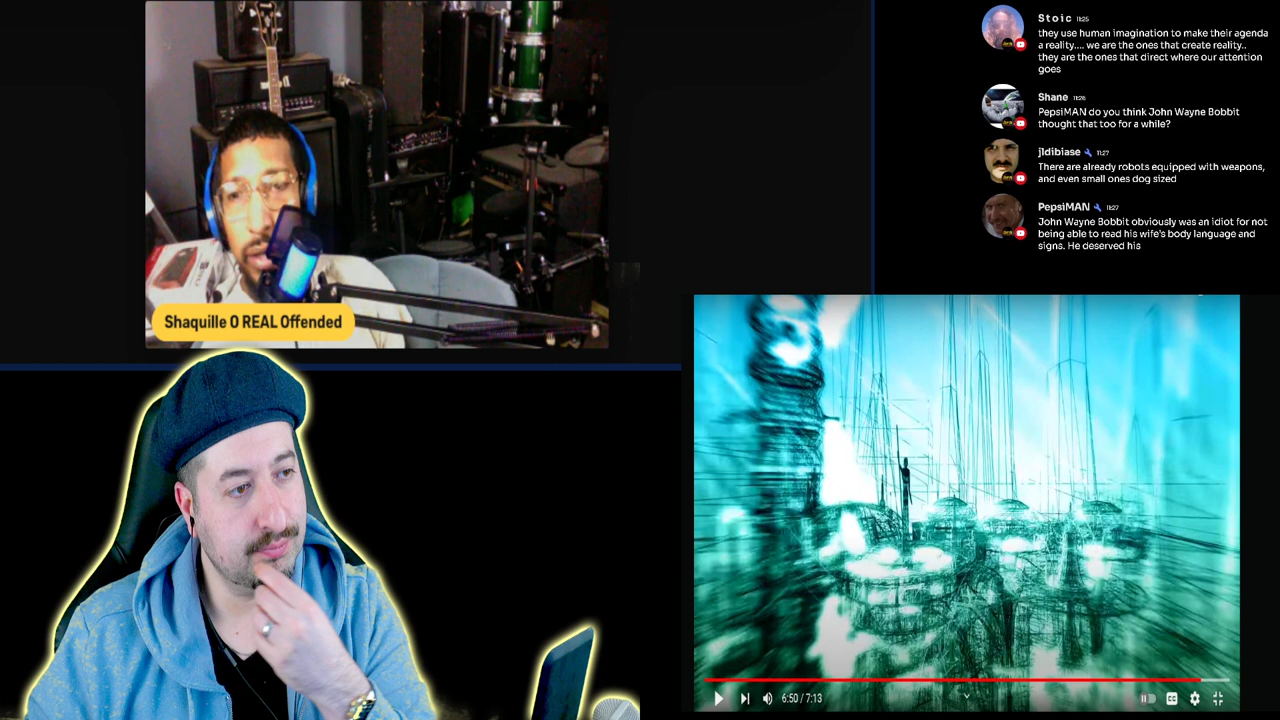 Stoic 11:25
they use human imagination to make their agenda
a reality.... we are the ones that create reality..
they are the ones that direct where our attention
goes
Shane 11:26
PepsiMAN do you think John Wayne Bobbit
thought that too for a while?
jldibiase 11:27
There are already robots equipped with weapons,
and even small ones dog sized
PepsiMAN 11:27
John Wayne Bobbit obviously was an idiot for not
being able to read his wife's body language and
signs. He deserved his
Shaquille O REAL Offended
6:50 / 7:13
CC